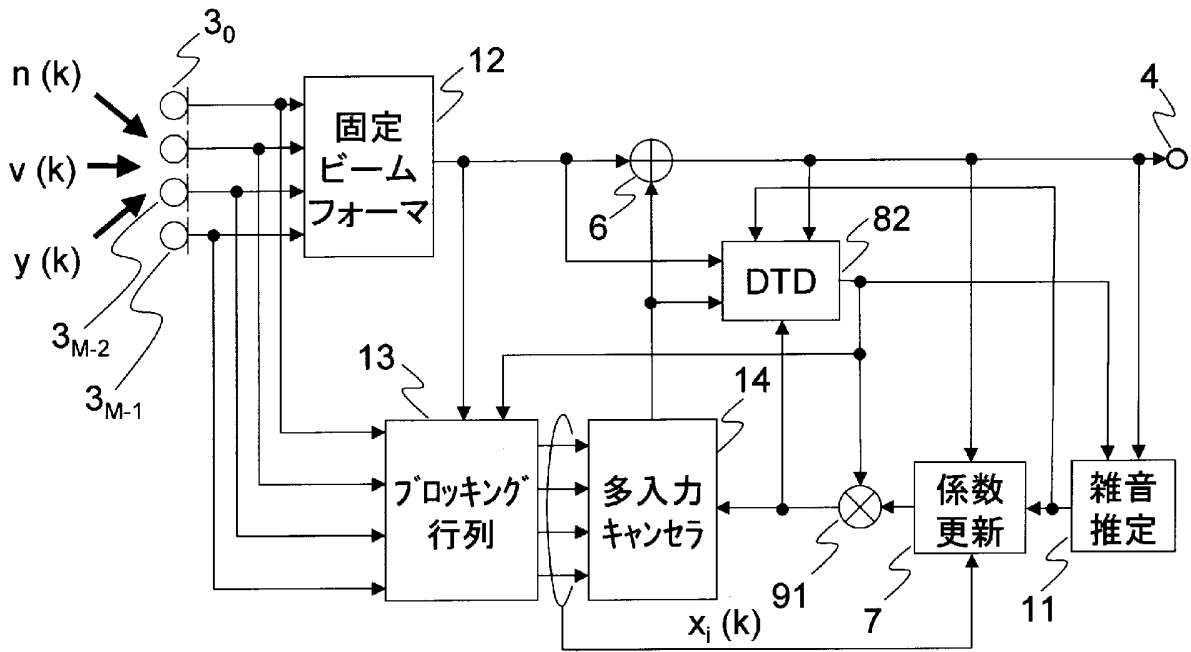 3₀
n (k)
12
4
固定
ビーム
フォーマ
v (k)
6
82
y (k)
DTD
3M-2
13
14
3M-1
ブロッキング
行列
多入力
キャンセラ
係数
更新
雑音
推定
91
7
11
xᵢ (k)